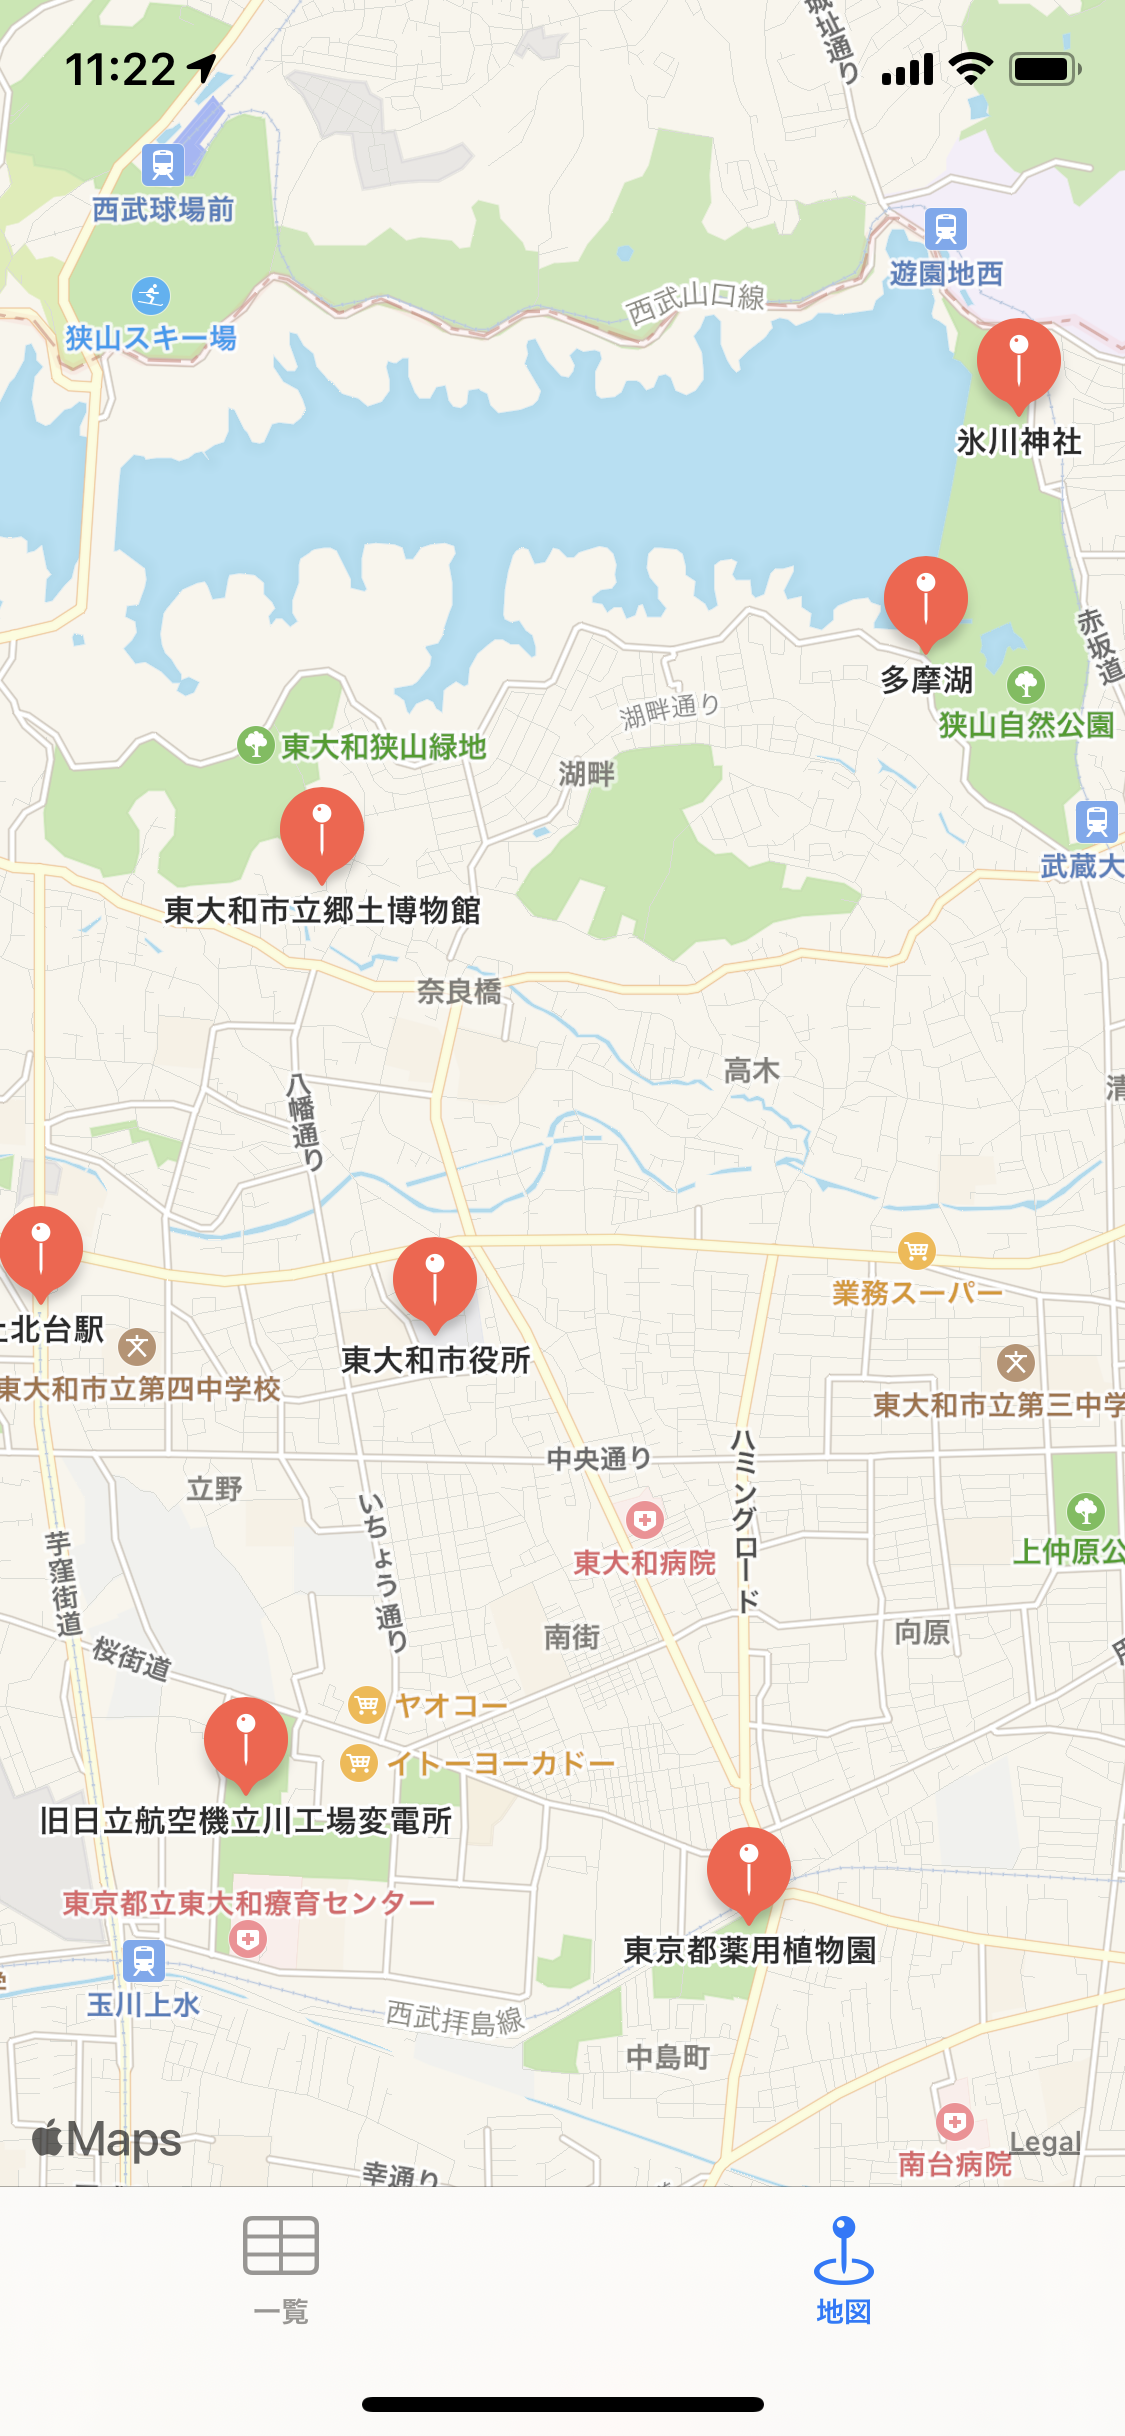 11:22
城址通り
西武球場前
遊園地西
狭山スキー場
西武山口線
氷川神社
赤坂道
多摩湖
狭山自然公園
湖畔通り
東大和狭山緑地
湖畔
武蔵大
東大和市立郷土博物館
奈良橋
高木
清
八幡通り
業務スーパー
上北台駅
東大和市役所
東大和市立第四中学校
東大和市立第三中学
中央通り
ハミングロード
立野
いちょう通り
芋窪街道
東大和病院
上仲原公
南街
向原
桜街道
ヤオコー
イトーヨーカドー
旧日立航空機立川工場変電所
東京都立東大和療育センター
東京都薬用植物園
玉川上水
西武拝島線
中島町
Maps
Legal
南台病院
幸通り
一覧
地図